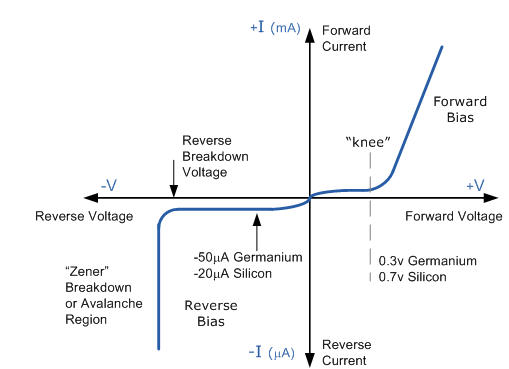 +I (mA)
Forward
Current
Forward
Bias
"knee"
Reverse
Breakdown
Voltage
-V
+V
Reverse Voltage
Forward Voltage
-50µA Germanium
-20µA Silicon
0.3v Germanium
0.7v Silicon
"Zener"
Breakdown
or Avalanche
Region
Reverse
Bias
-I (µA)
Reverse
Current